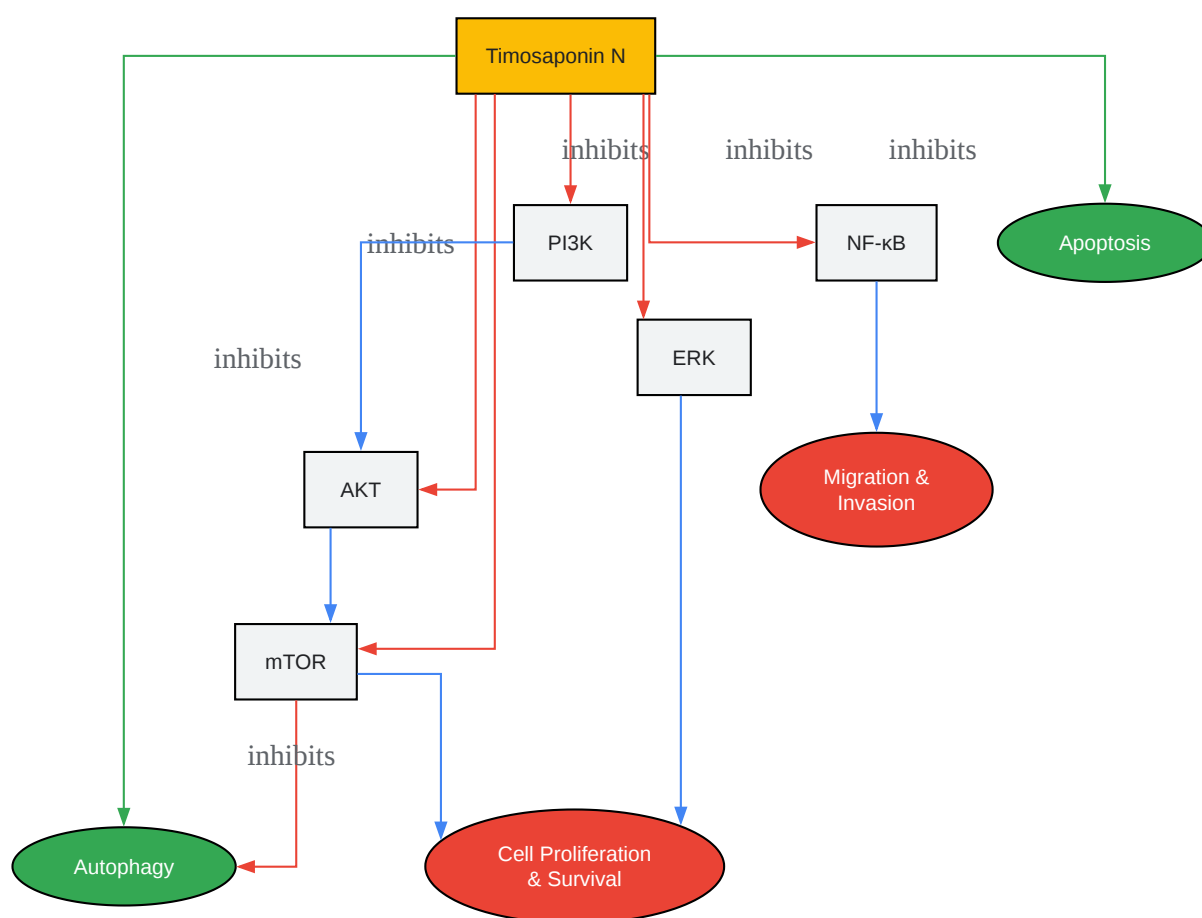 Timosaponin N
inhibits
inhibits
inhibits
PI3K
NF-κB
Apoptosis
inhibits
inhibits
ERK
Migration &
Invasion
AKT
mTOR
inhibits
Autophagy
Cell Proliferation
& Survival